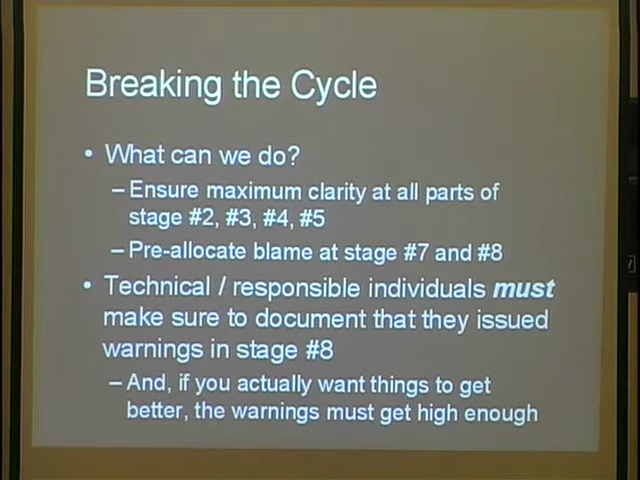 Breaking the Cycle
• What can we do?
– Ensure maximum clarity at all parts of
stage #2, #3, #4, #5
– Pre-allocate blame at stage #7 and #8
• Technical / responsible individuals must
make sure to document that they issued
warnings in stage #8
– And, if you actually want things to get
better, the warnings must get high enough